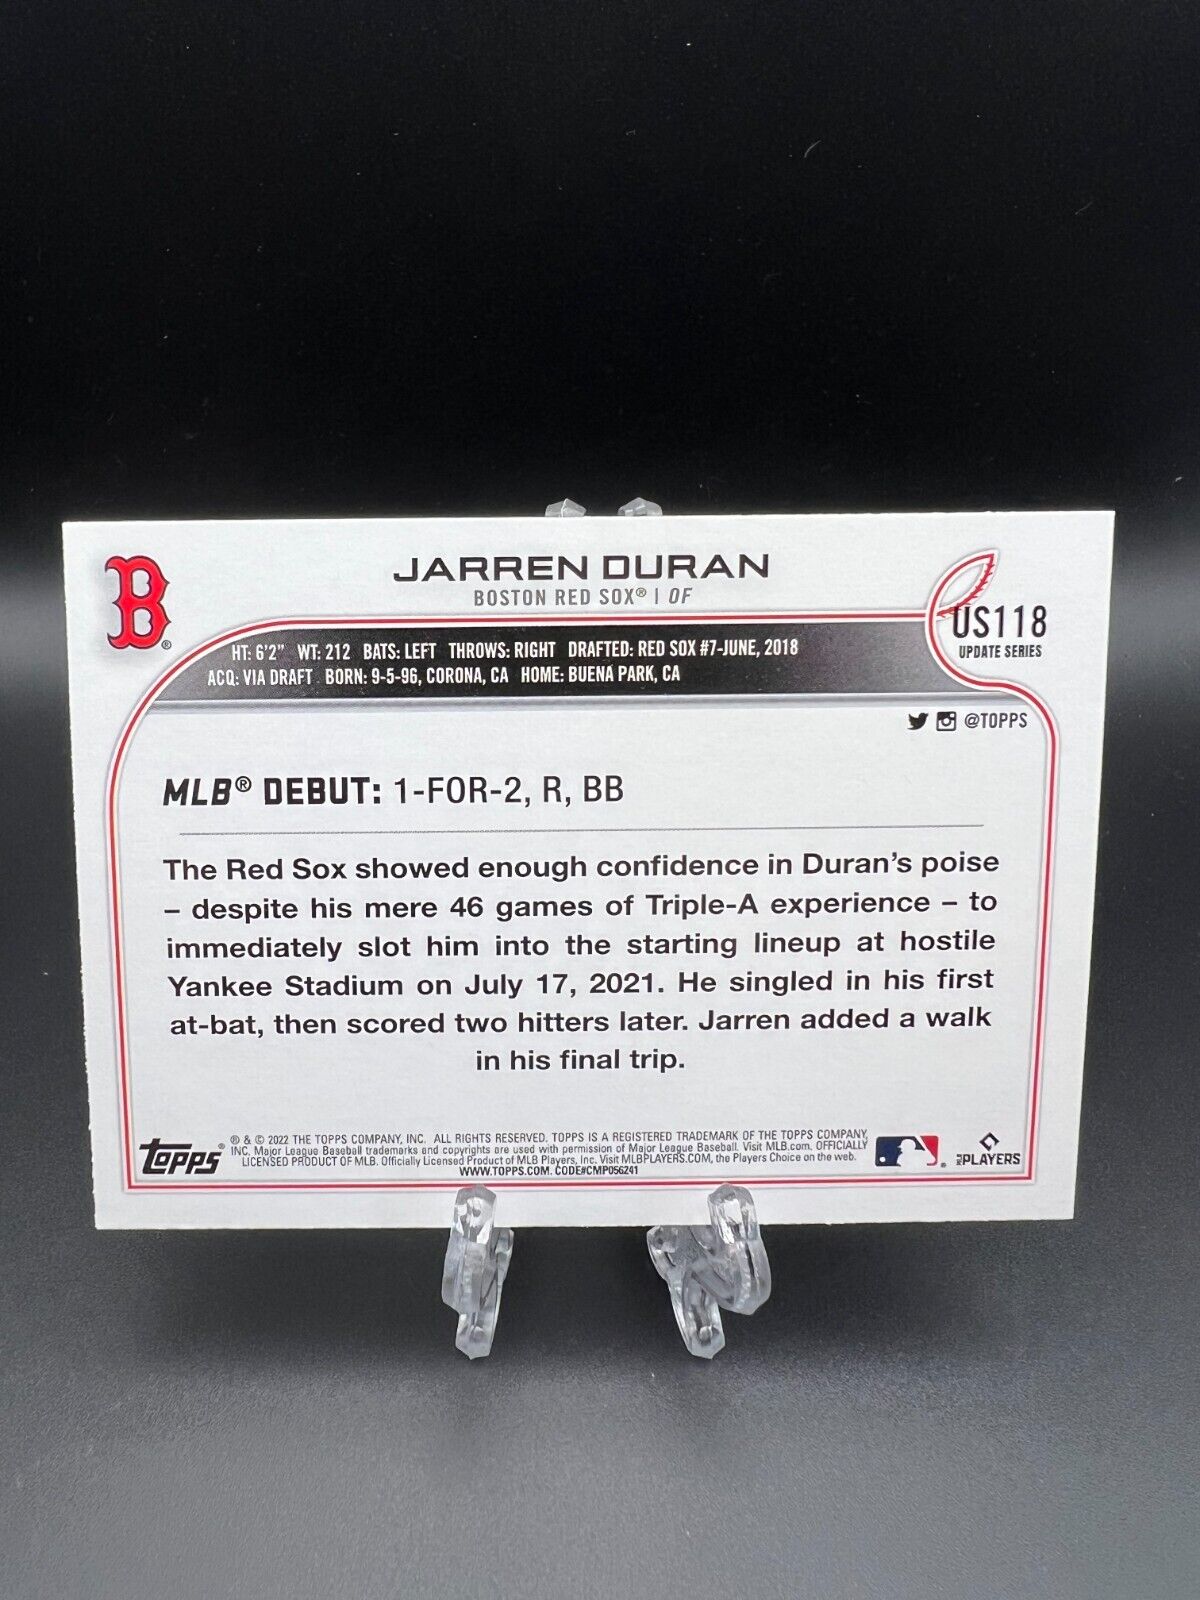 B®
JARREN DURAN
BOSTON RED SOX® | OF
US118
UPDATE SERIES
HT: 6'2" WT: 212 BATS: LEFT THROWS: RIGHT DRAFTED: RED SOX #7-JUNE, 2018
ACQ: VIA DRAFT BORN: 9-5-96, CORONA, CA HOME: BUENA PARK, CA
@TOPPS
MLB® DEBUT: 1-FOR-2, R, BB
The Red Sox showed enough confidence in Duran's poise
– despite his mere 46 games of Triple-A experience – to
immediately slot him into the starting lineup at hostile
Yankee Stadium on July 17, 2021. He singled in his first
at-bat, then scored two hitters later. Jarren added a walk
in his final trip.
Topps®
® & © 2022 THE TOPPS COMPANY, INC. ALL RIGHTS RESERVED. TOPPS IS A REGISTERED TRADEMARK OF THE TOPPS COMPANY,
INC. Major League Baseball trademarks and copyrights are used with permission of Major League Baseball. Visit MLB.com. OFFICIALLY
LICENSED PRODUCT OF MLB. Officially Licensed Product of MLB Players, Inc. Visit MLBPLAYERS.COM, the Players Choice on the web.
WWW.TOPPS.COM. CODE#CMP056241
MLB PLAYERS